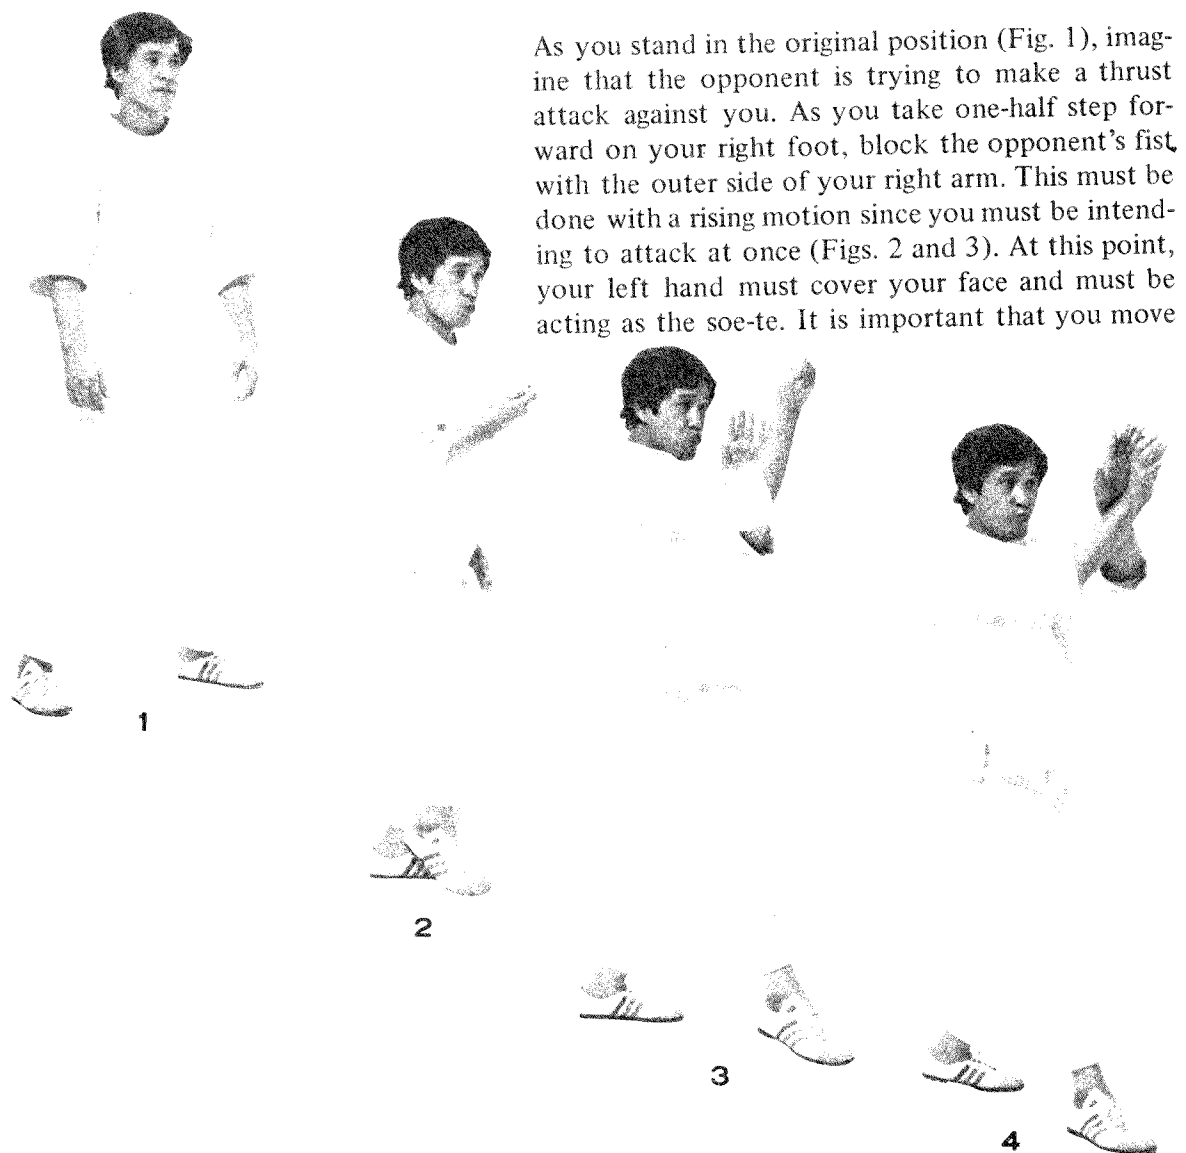 As you stand in the original position (Fig. 1), imag-
ine that the opponent is trying to make a thrust
attack against you. As you take one-half step for-
ward on your right foot, block the opponent's fist
with the outer side of your right arm. This must be
done with a rising motion since you must be intend-
ing to attack at once (Figs. 2 and 3). At this point,
your left hand must cover your face and must be
acting as the soe-te. It is important that you move
1
2
3
4